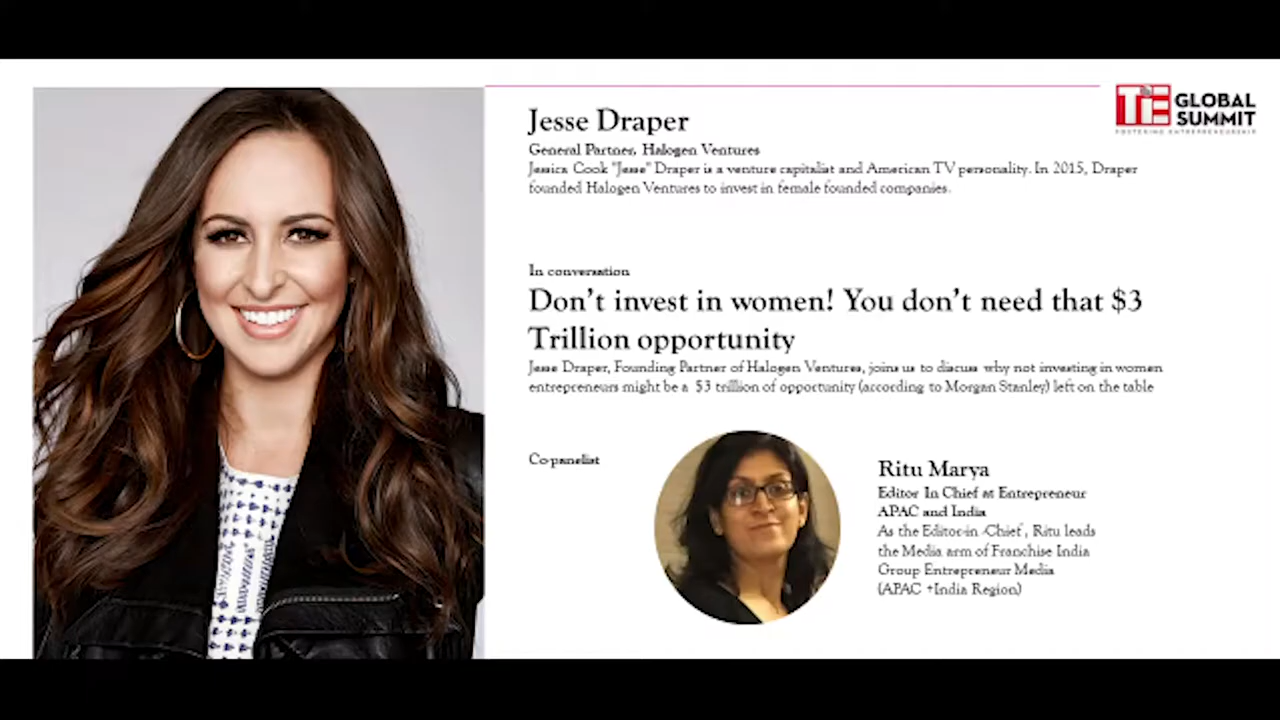 TiE GLOBAL
SUMMIT
FOSTERING ENTREPRENEURSHIP
Jesse Draper
General Partner, Halogen Ventures
Jessica Cook "Jesse" Draper is a venture capitalist and American TV personality. In 2015, Draper
founded Halogen Ventures to invest in female founded companies.
In conversation
Don't invest in women! You don't need that $3
Trillion opportunity
Jesse Draper, Founding Partner of Halogen Ventures, joins us to discuss why not investing in women
entrepreneurs might be a $3 trillion of opportunity (according to Morgan Stanley) left on the table
Co-panelist
Ritu Marya
Editor In Chief at Entrepreneur
APAC and India
As the Editor-in -Chief , Ritu leads
the Media arm of Franchise India
Group Entrepreneur Media
(APAC +India Region)